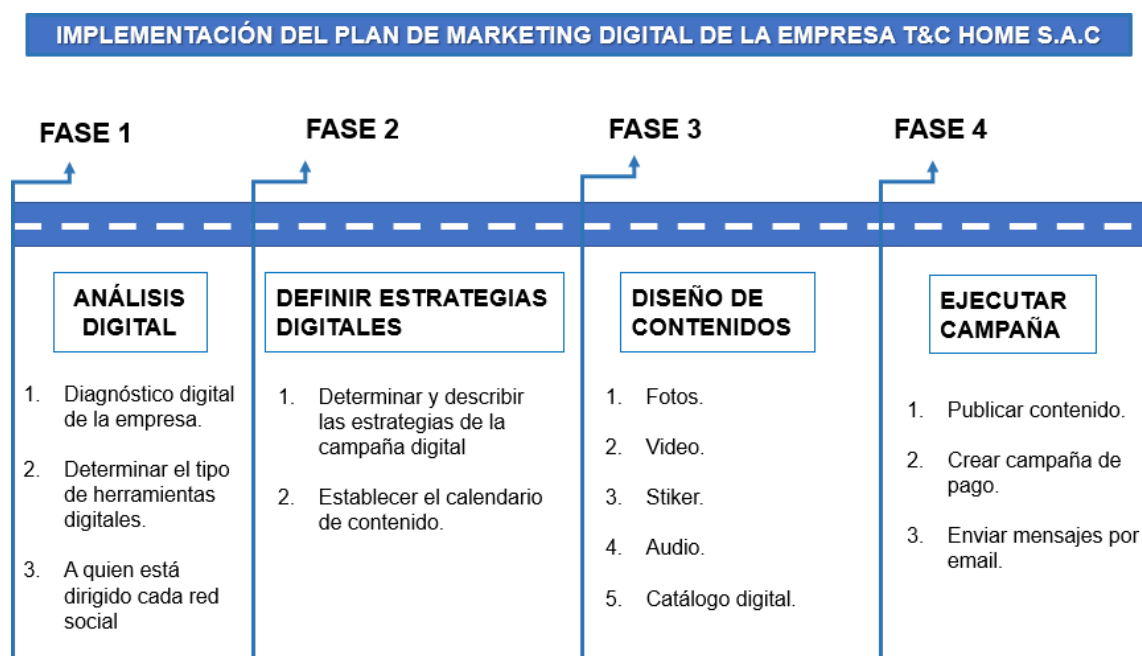 IMPLEMENTACIÓN DEL PLAN DE MARKETING DIGITAL DE LA EMPRESA T&C HOME S.A.C
FASE 1
FASE 2
FASE 3
FASE 4
ANÁLISIS
DIGITAL
1. Diagnóstico digital
de la empresa.
2. Determinar el tipo
de herramientas
digitales.
3. A quien está
dirigido cada red
social
DEFINIR ESTRATEGIAS
DIGITALES
1. Determinar y describir
las estrategias de la
campaña digital
2. Establecer el calendario
de contenido.
DISEÑO DE
CONTENIDOS
1. Fotos.
2. Video.
3. Stiker.
4. Audio.
5. Catálogo digital.
EJECUTAR
CAMPAÑA
1. Publicar contenido.
2. Crear campaña de
pago.
3. Enviar mensajes por
email.